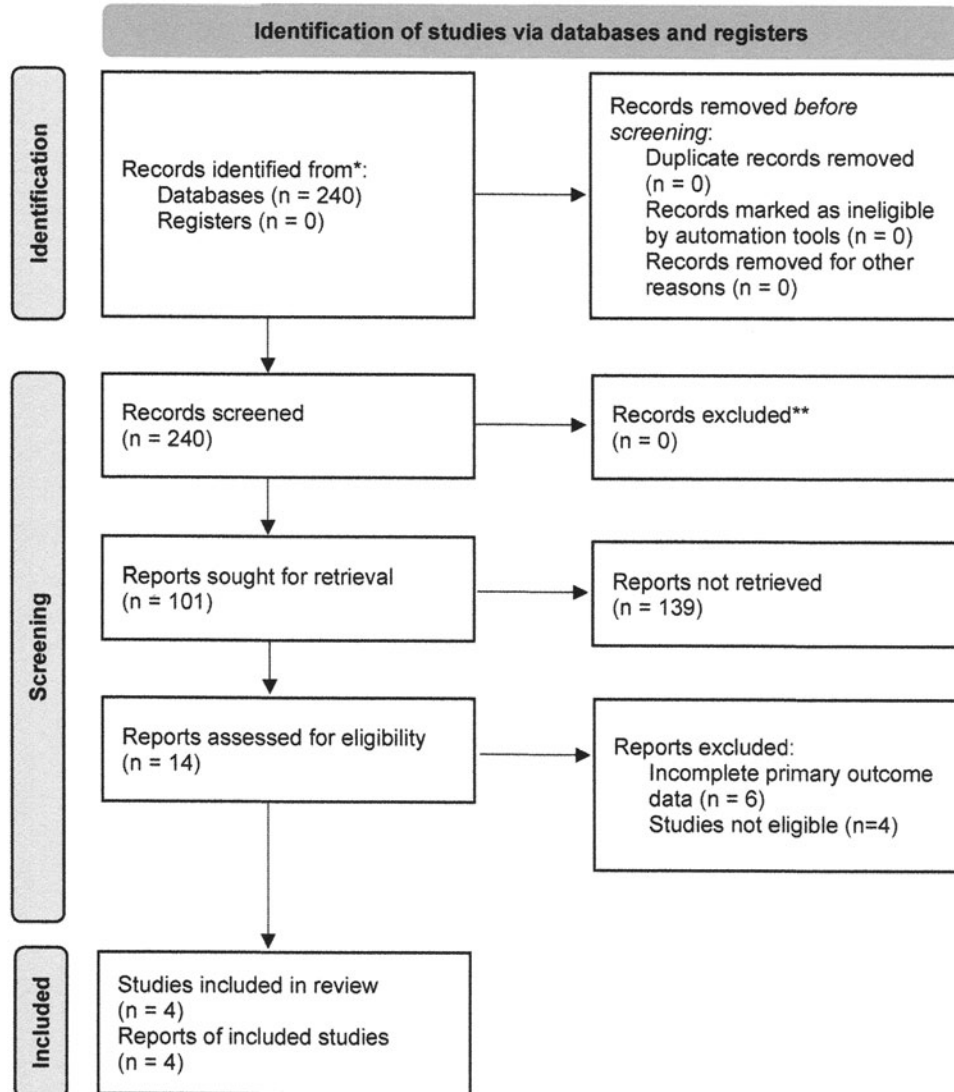 Identification of studies via databases and registers
Identification
Records identified from*:
Databases (n = 240)
Registers (n = 0)
Records removed before
screening:
Duplicate records removed
(n = 0)
Records marked as ineligible
by automation tools (n = 0)
Records removed for other
reasons (n = 0)
Screening
Records screened
(n = 240)
Records excluded**
(n = 0)
Reports sought for retrieval
(n = 101)
Reports not retrieved
(n = 139)
Reports assessed for eligibility
(n = 14)
Reports excluded:
Incomplete primary outcome
data (n = 6)
Studies not eligible (n=4)
Included
Studies included in review
(n = 4)
Reports of included studies
(n = 4)